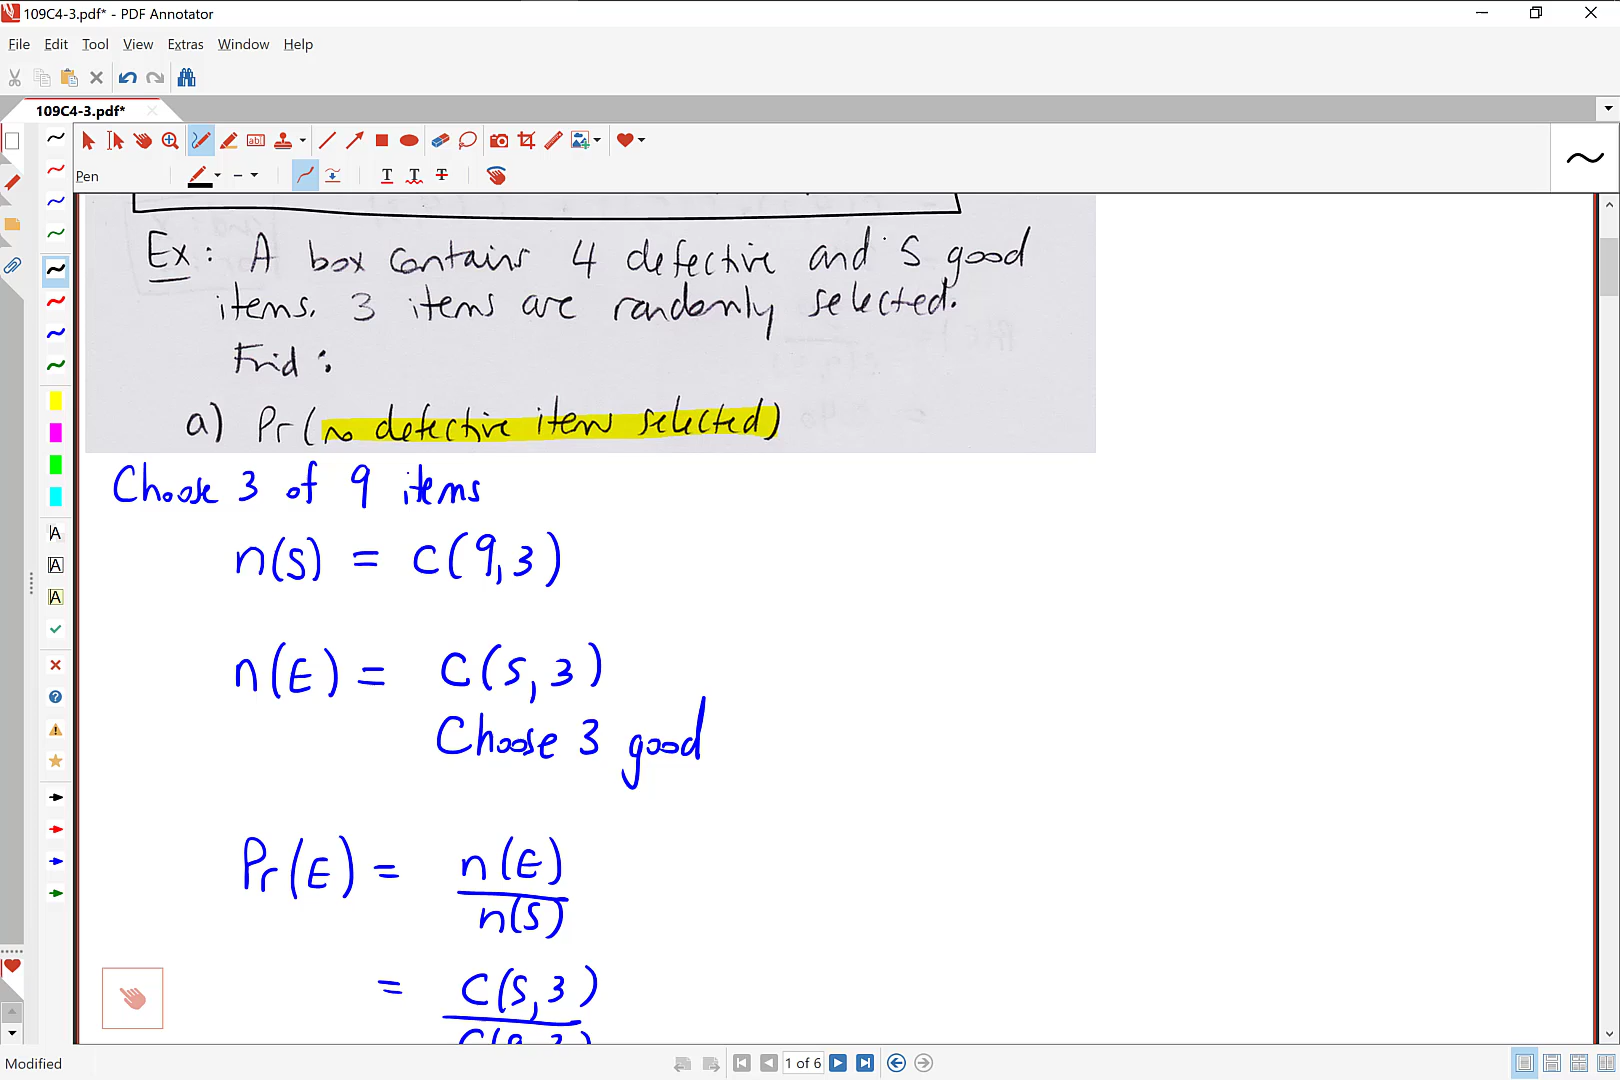 109C4-3.pdf* - PDF Annotator
File Edit Tool View Extras Window Help
109C4-3.pdf*
Pen
Ex: A box contains 4 defective and 5 good
items. 3 items are randomly selected.
Find:
a) Pr(no defective item selected)
Choose 3 of 9 items
n(S) = C(9,3)
n(E) = C(5,3)
Choose 3 good
Pr(E) = n(E)
n(S)
= C(5,3)
C(9,3)
Modified
1 of 6